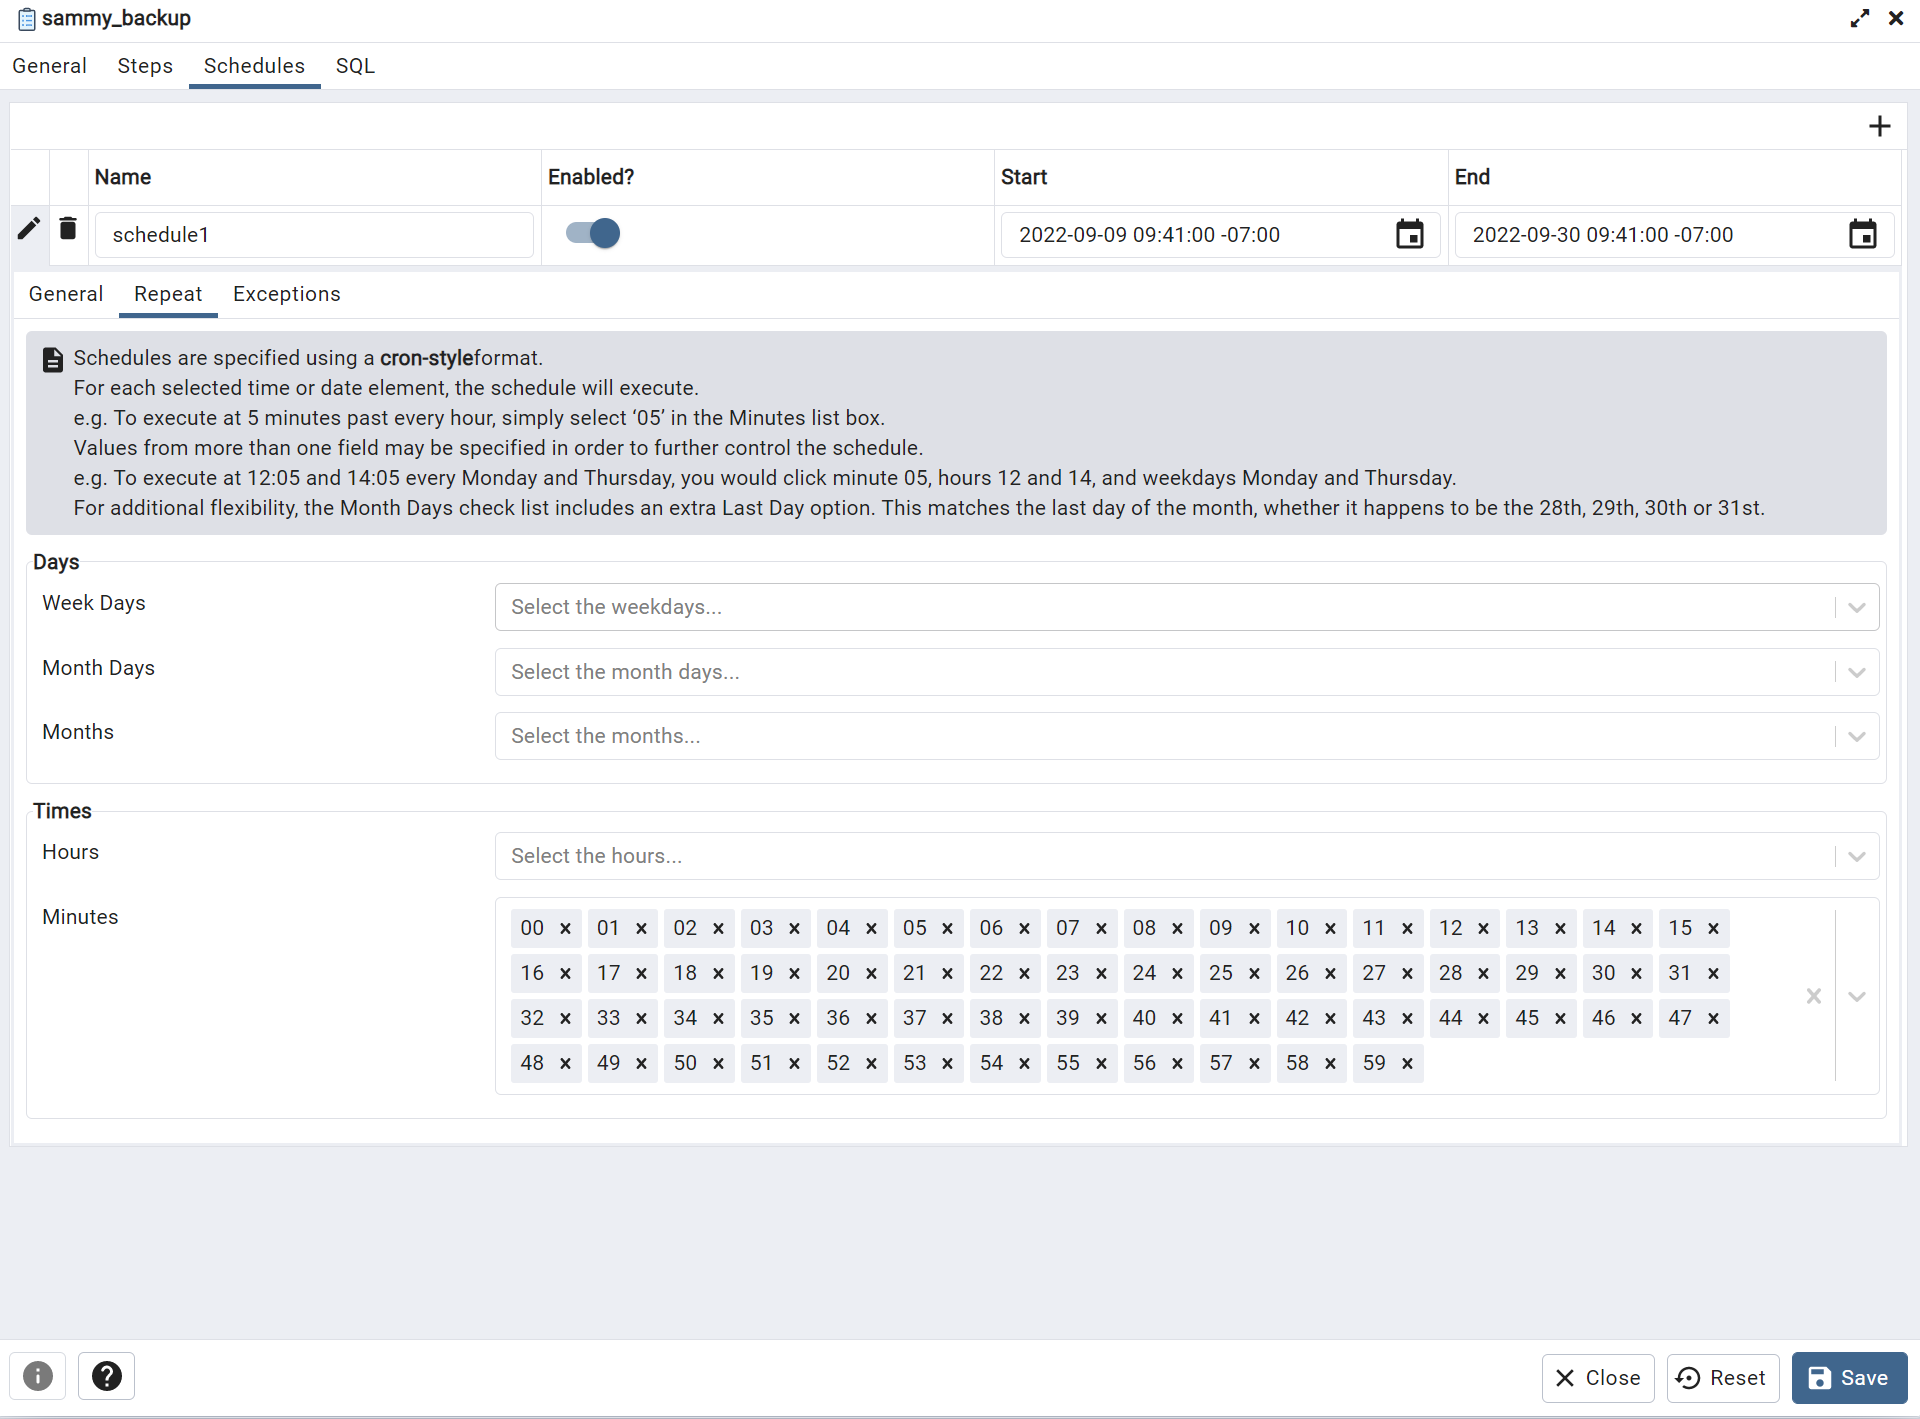 sammy_backup
General Steps Schedules SQL
Name Enabled? Start End
schedule1 2022-09-09 09:41:00 -07:00 2022-09-30 09:41:00 -07:00
General Repeat Exceptions
Schedules are specified using a cron-styleformat.
For each selected time or date element, the schedule will execute.
e.g. To execute at 5 minutes past every hour, simply select ‘05’ in the Minutes list box.
Values from more than one field may be specified in order to further control the schedule.
e.g. To execute at 12:05 and 14:05 every Monday and Thursday, you would click minute 05, hours 12 and 14, and weekdays Monday and Thursday.
For additional flexibility, the Month Days check list includes an extra Last Day option. This matches the last day of the month, whether it happens to be the 28th, 29th, 30th or 31st.
Days
Week Days Select the weekdays...
Month Days Select the month days...
Months Select the months...
Times
Hours Select the hours...
Minutes 00 01 02 03 04 05 06 07 08 09 10 11 12 13 14 15
16 17 18 19 20 21 22 23 24 25 26 27 28 29 30 31
32 33 34 35 36 37 38 39 40 41 42 43 44 45 46 47
48 49 50 51 52 53 54 55 56 57 58 59
Close Reset Save